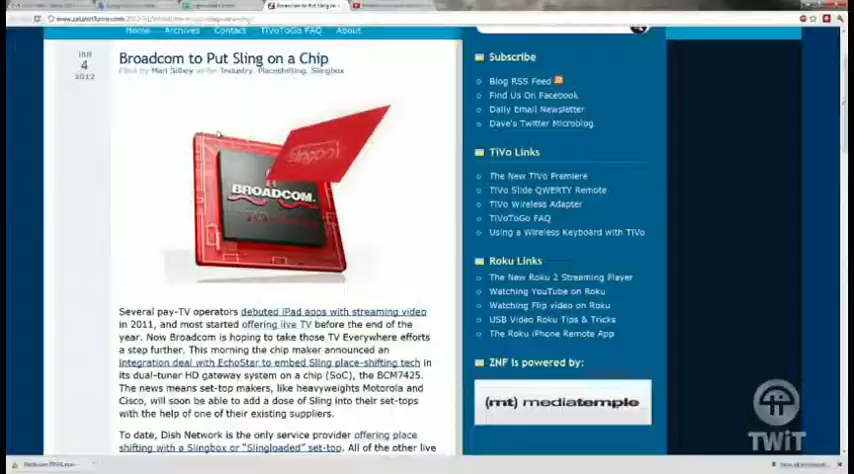 Broadcom to Put Sling on a Ch
Home Archives Contact TiVoToGo FAQ About
JAN
4
2012
Broadcom to Put Sling on a Chip
Filed by Mari Silbey under Industry, Placeshifting, Slingbox
BROADCOM.
Several pay-TV operators debuted iPad apps with streaming video
in 2011, and most started offering live TV before the end of the
year. Now Broadcom is hoping to take those TV Everywhere efforts
a step further. This morning the chip maker announced an
integration deal with EchoStar to embed Sling place-shifting tech in
its dual-tuner HD gateway system on a chip (SoC), the BCM7425.
The news means set-top makers, like heavyweights Motorola and
Cisco, will soon be able to add a dose of Sling into their set-tops
with the help of one of their existing suppliers.
To date, Dish Network is the only service provider offering place
shifting with a Slingbox or "Slingloaded" set-top. All of the other live
Subscribe
Blog RSS Feed
Find Us On Facebook
Daily Email Newsletter
Dave's Twitter Microblog
TiVo Links
The New TiVo Premiere
TiVo Slide QWERTY Remote
TiVo Wireless Adapter
TiVoToGo FAQ
Using a Wireless Keyboard with TiVo
Roku Links
The New Roku 2 Streaming Player
Watching YouTube on Roku
Watching Flip video on Roku
USB Video Roku Tips & Tricks
The Roku iPhone Remote App
ZNF is powered by:
(mt) mediatemple
TWiT